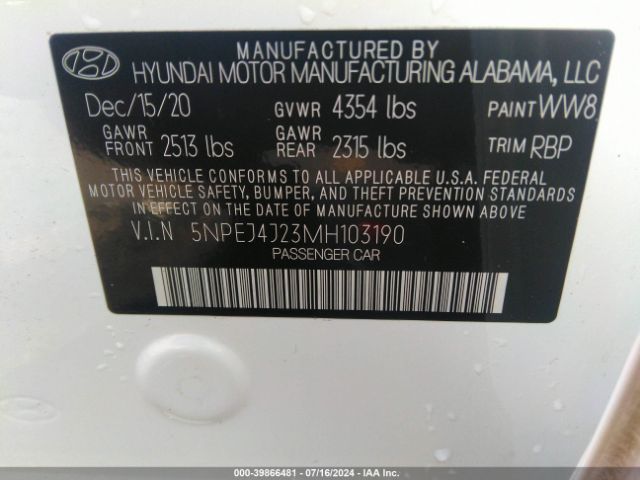 MANUFACTURED BY
HYUNDAI MOTOR MANUFACTURING ALABAMA, LLC
Dec/15/20 GVWR 4354 lbs PAINT WW8
GAWR FRONT 2513 lbs GAWR REAR 2315 lbs TRIM RBP
THIS VEHICLE CONFORMS TO ALL APPLICABLE U.S.A. FEDERAL
MOTOR VEHICLE SAFETY, BUMPER, AND THEFT PREVENTION STANDARDS
IN EFFECT ON THE DATE OF MANUFACTURE SHOWN ABOVE.
V.I.N 5NPEJ4J23MH103190
PASSENGER CAR
000-39866481 - 07/16/2024 - IAA Inc.